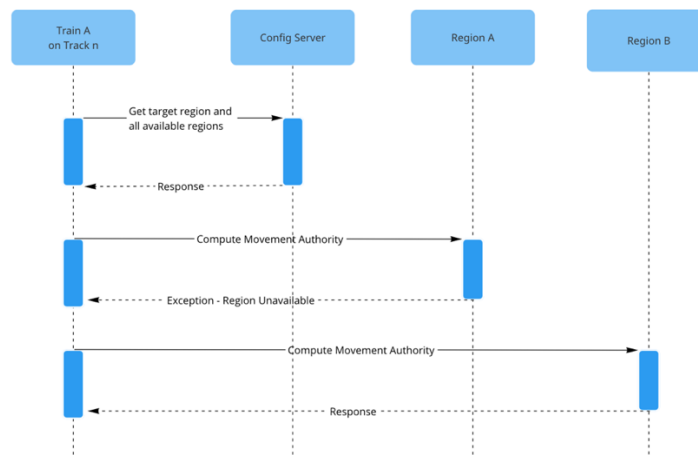 Train A
on Track n
Config Server
Region A
Region B
Get target region and
all available regions
Response
Compute Movement Authority
Exception - Region Unavailable
Compute Movement Authority
Response